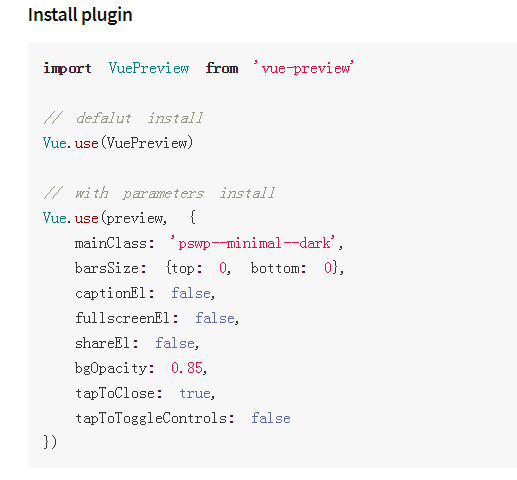 Install plugin
import VuePreview from 'vue-preview'
// defalut install
Vue.use(VuePreview)
// with parameters install
Vue.use(preview, {
mainClass: 'pswp--minimal--dark',
barsSize: {top: 0, bottom: 0},
captionEl: false,
fullscreenEl: false,
shareEl: false,
bgOpacity: 0.85,
tapToClose: true,
tapToToggleControls: false
})